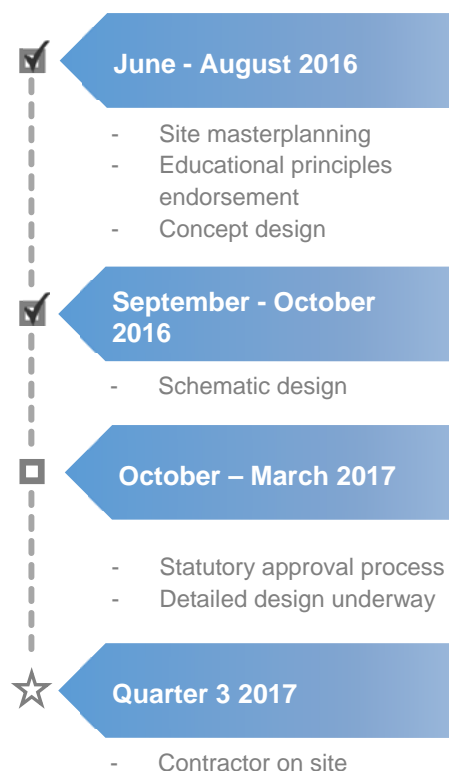 June - August 2016
- Site masterplanning
- Educational principles
endorsement
- Concept design
September - October
2016
- Schematic design
October – March 2017
- Statutory approval process
- Detailed design underway
Quarter 3 2017
- Contractor on site